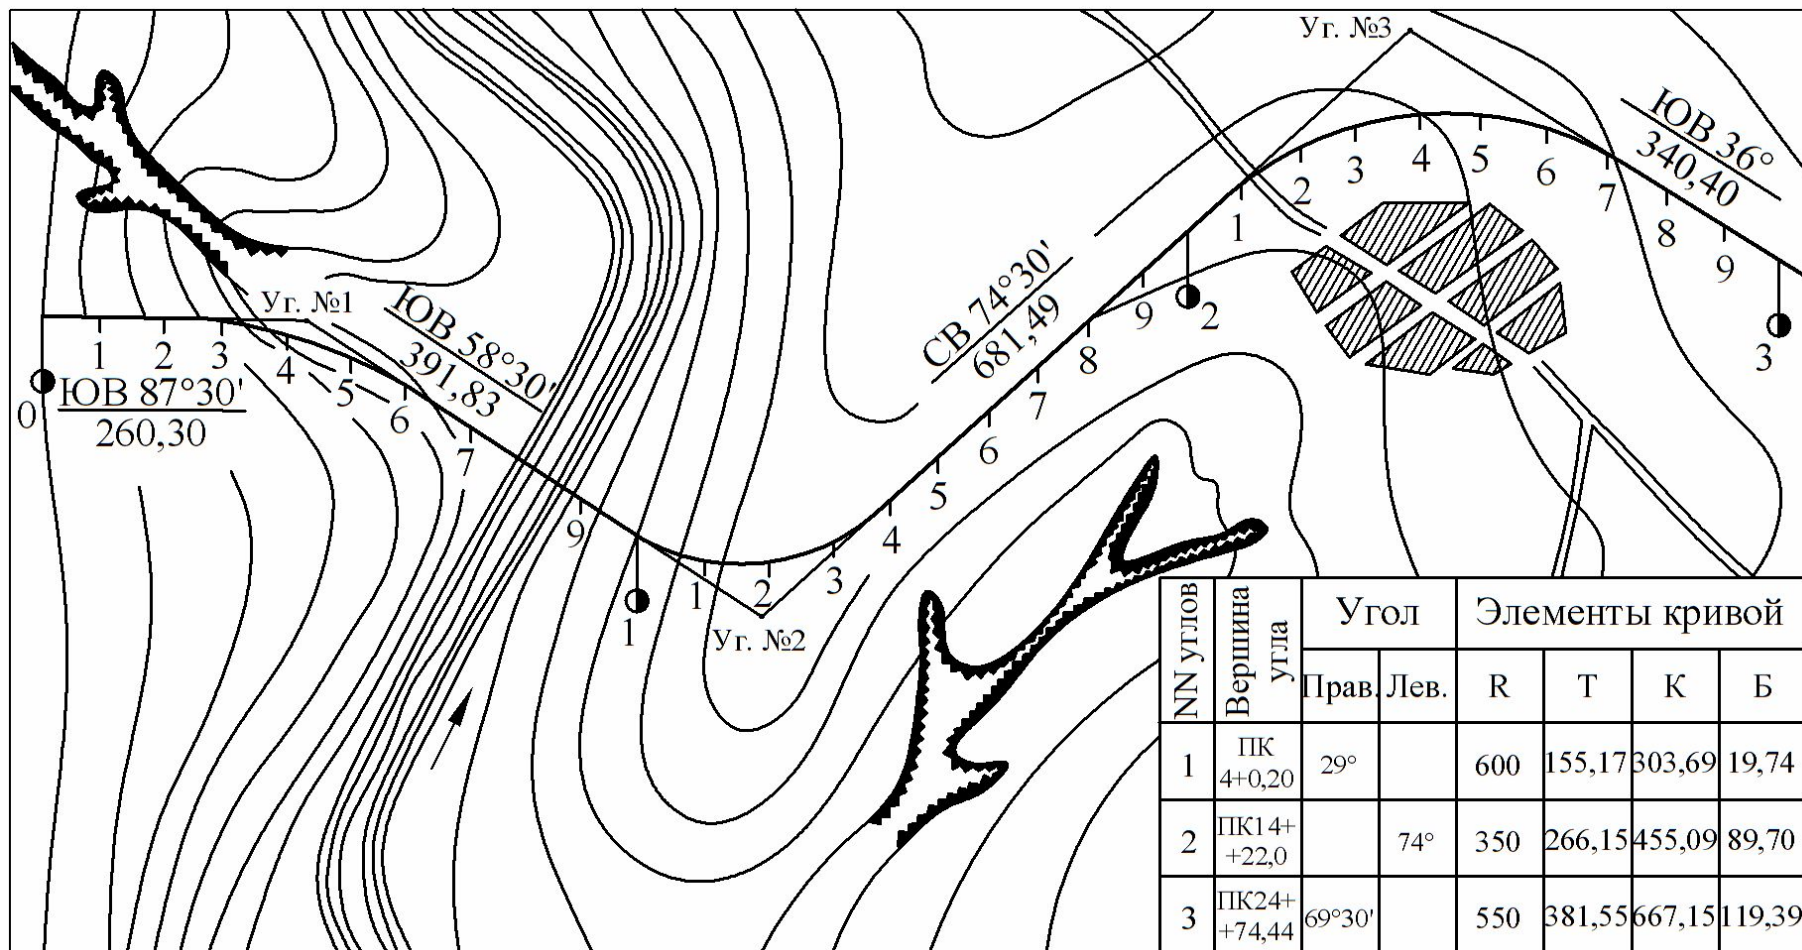 Уг. №3
ЮВ 36°
340,40
1 2 3 4 5 6 7 8 9
3
СВ 74°30'
681,49
Уг. №1
ЮВ 58°30'
391,83
0
1 2 3 4 5 6 7 9
ЮВ 87°30'
260,30
1
1 2 3 4 5 6 7 8 9
2
Уг. №2
NN углов
Вершина угла
Угол
Элементы кривой
Прав. Лев. R Т К Б
1 ПК 4+0,20 29° 600 155,17 303,69 19,74
2 ПК14+ +22,0 74° 350 266,15 455,09 89,70
3 ПК24+ +74,44 69°30' 550 381,55 667,15 119,39